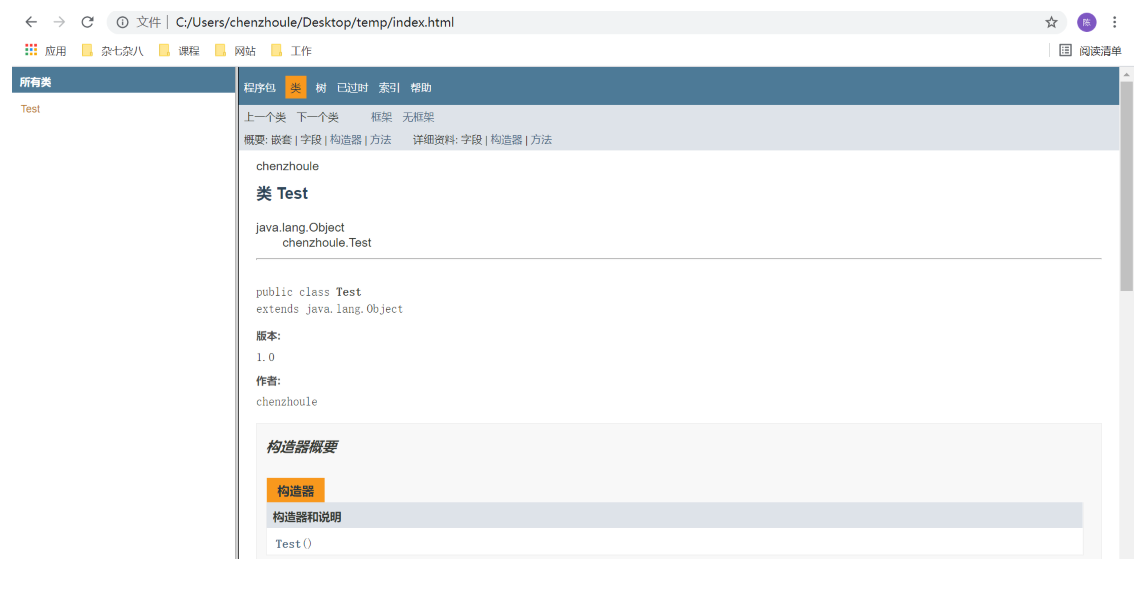 文件 | C:/Users/chenzhoule/Desktop/temp/index.html 陈
应用 杂七杂八 课程 网站 工作 阅读清单
所有类
Test
程序包 类 树 已过时 索引 帮助
上一个类 下一个类 框架 无框架
概要: 嵌套 | 字段 | 构造器 | 方法 详细资料: 字段 | 构造器 | 方法
chenzhoule
类 Test
java.lang.Object
chenzhoule.Test
public class Test
extends java.lang.Object
版本:
1.0
作者:
chenzhoule
构造器概要
构造器
构造器和说明
Test()